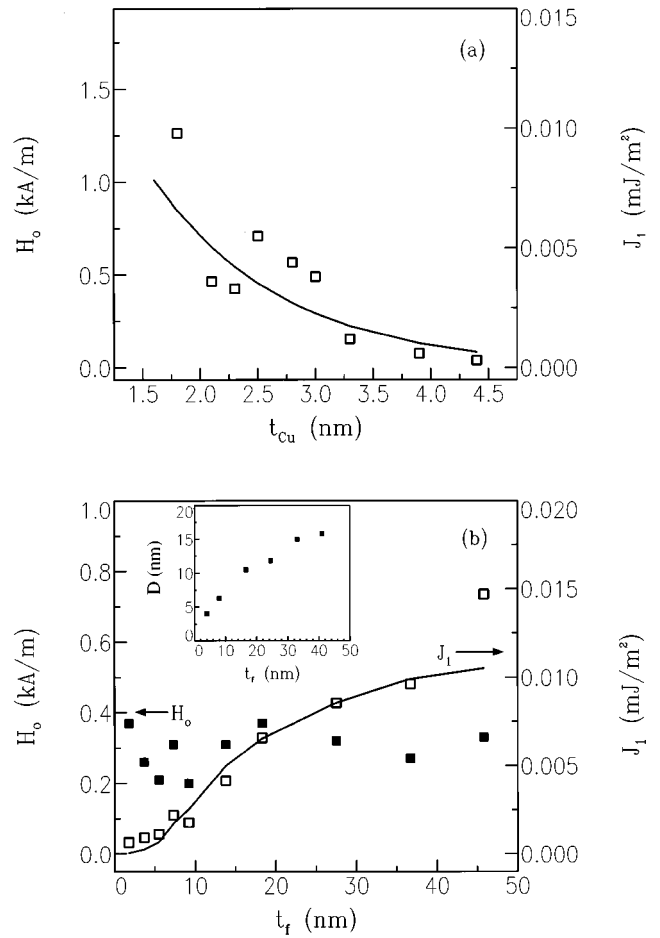 (a)
H_o (kA/m)
1.5
1.0
0.5
0.0
0.015
0.010
0.005
0.000
J_1 (mJ/m²)
1.5 2.0 2.5 3.0 3.5 4.0 4.5
t_Cu (nm)
(b)
H_o (kA/m)
1.0
0.8
0.6
0.4
0.2
0.0
D (nm)
20
15
10
5
0
0 10 20 30 40 50
t_f (nm)
H_o
J_1
0.020
0.015
0.010
0.005
0.000
J_1 (mJ/m²)
0 10 20 30 40 50
t_f (nm)